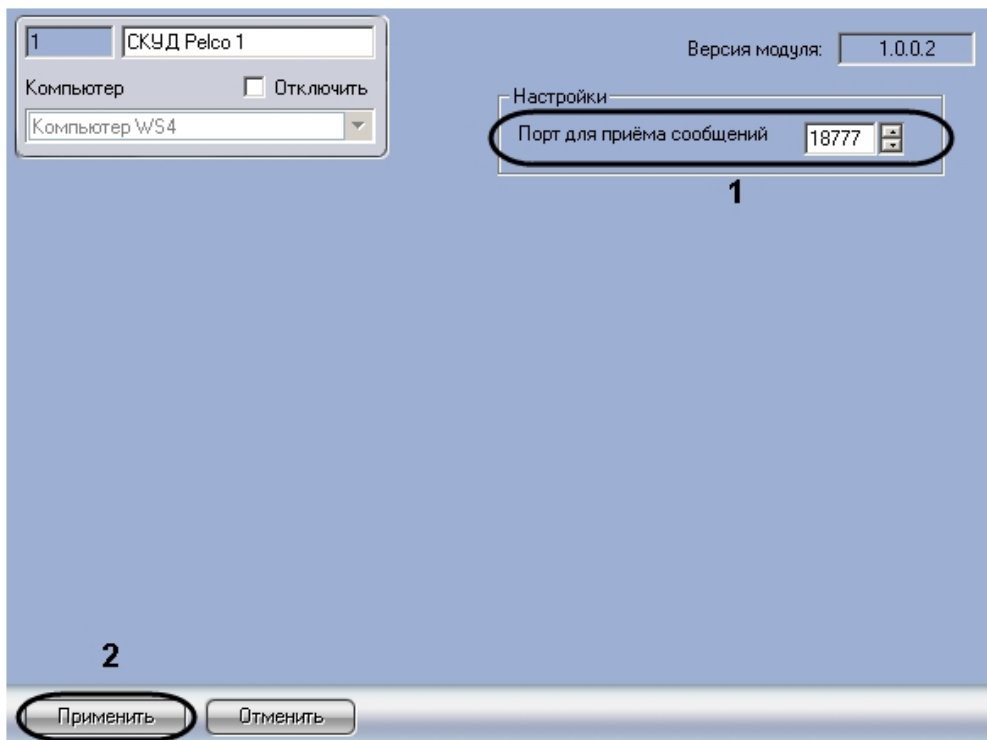 1 СКУД Pelco 1
Компьютер Отключить
Компьютер WS4
Версия модуля: 1.0.0.2
Настройки
Порт для приёма сообщений 18777
1
2
Применить Отменить